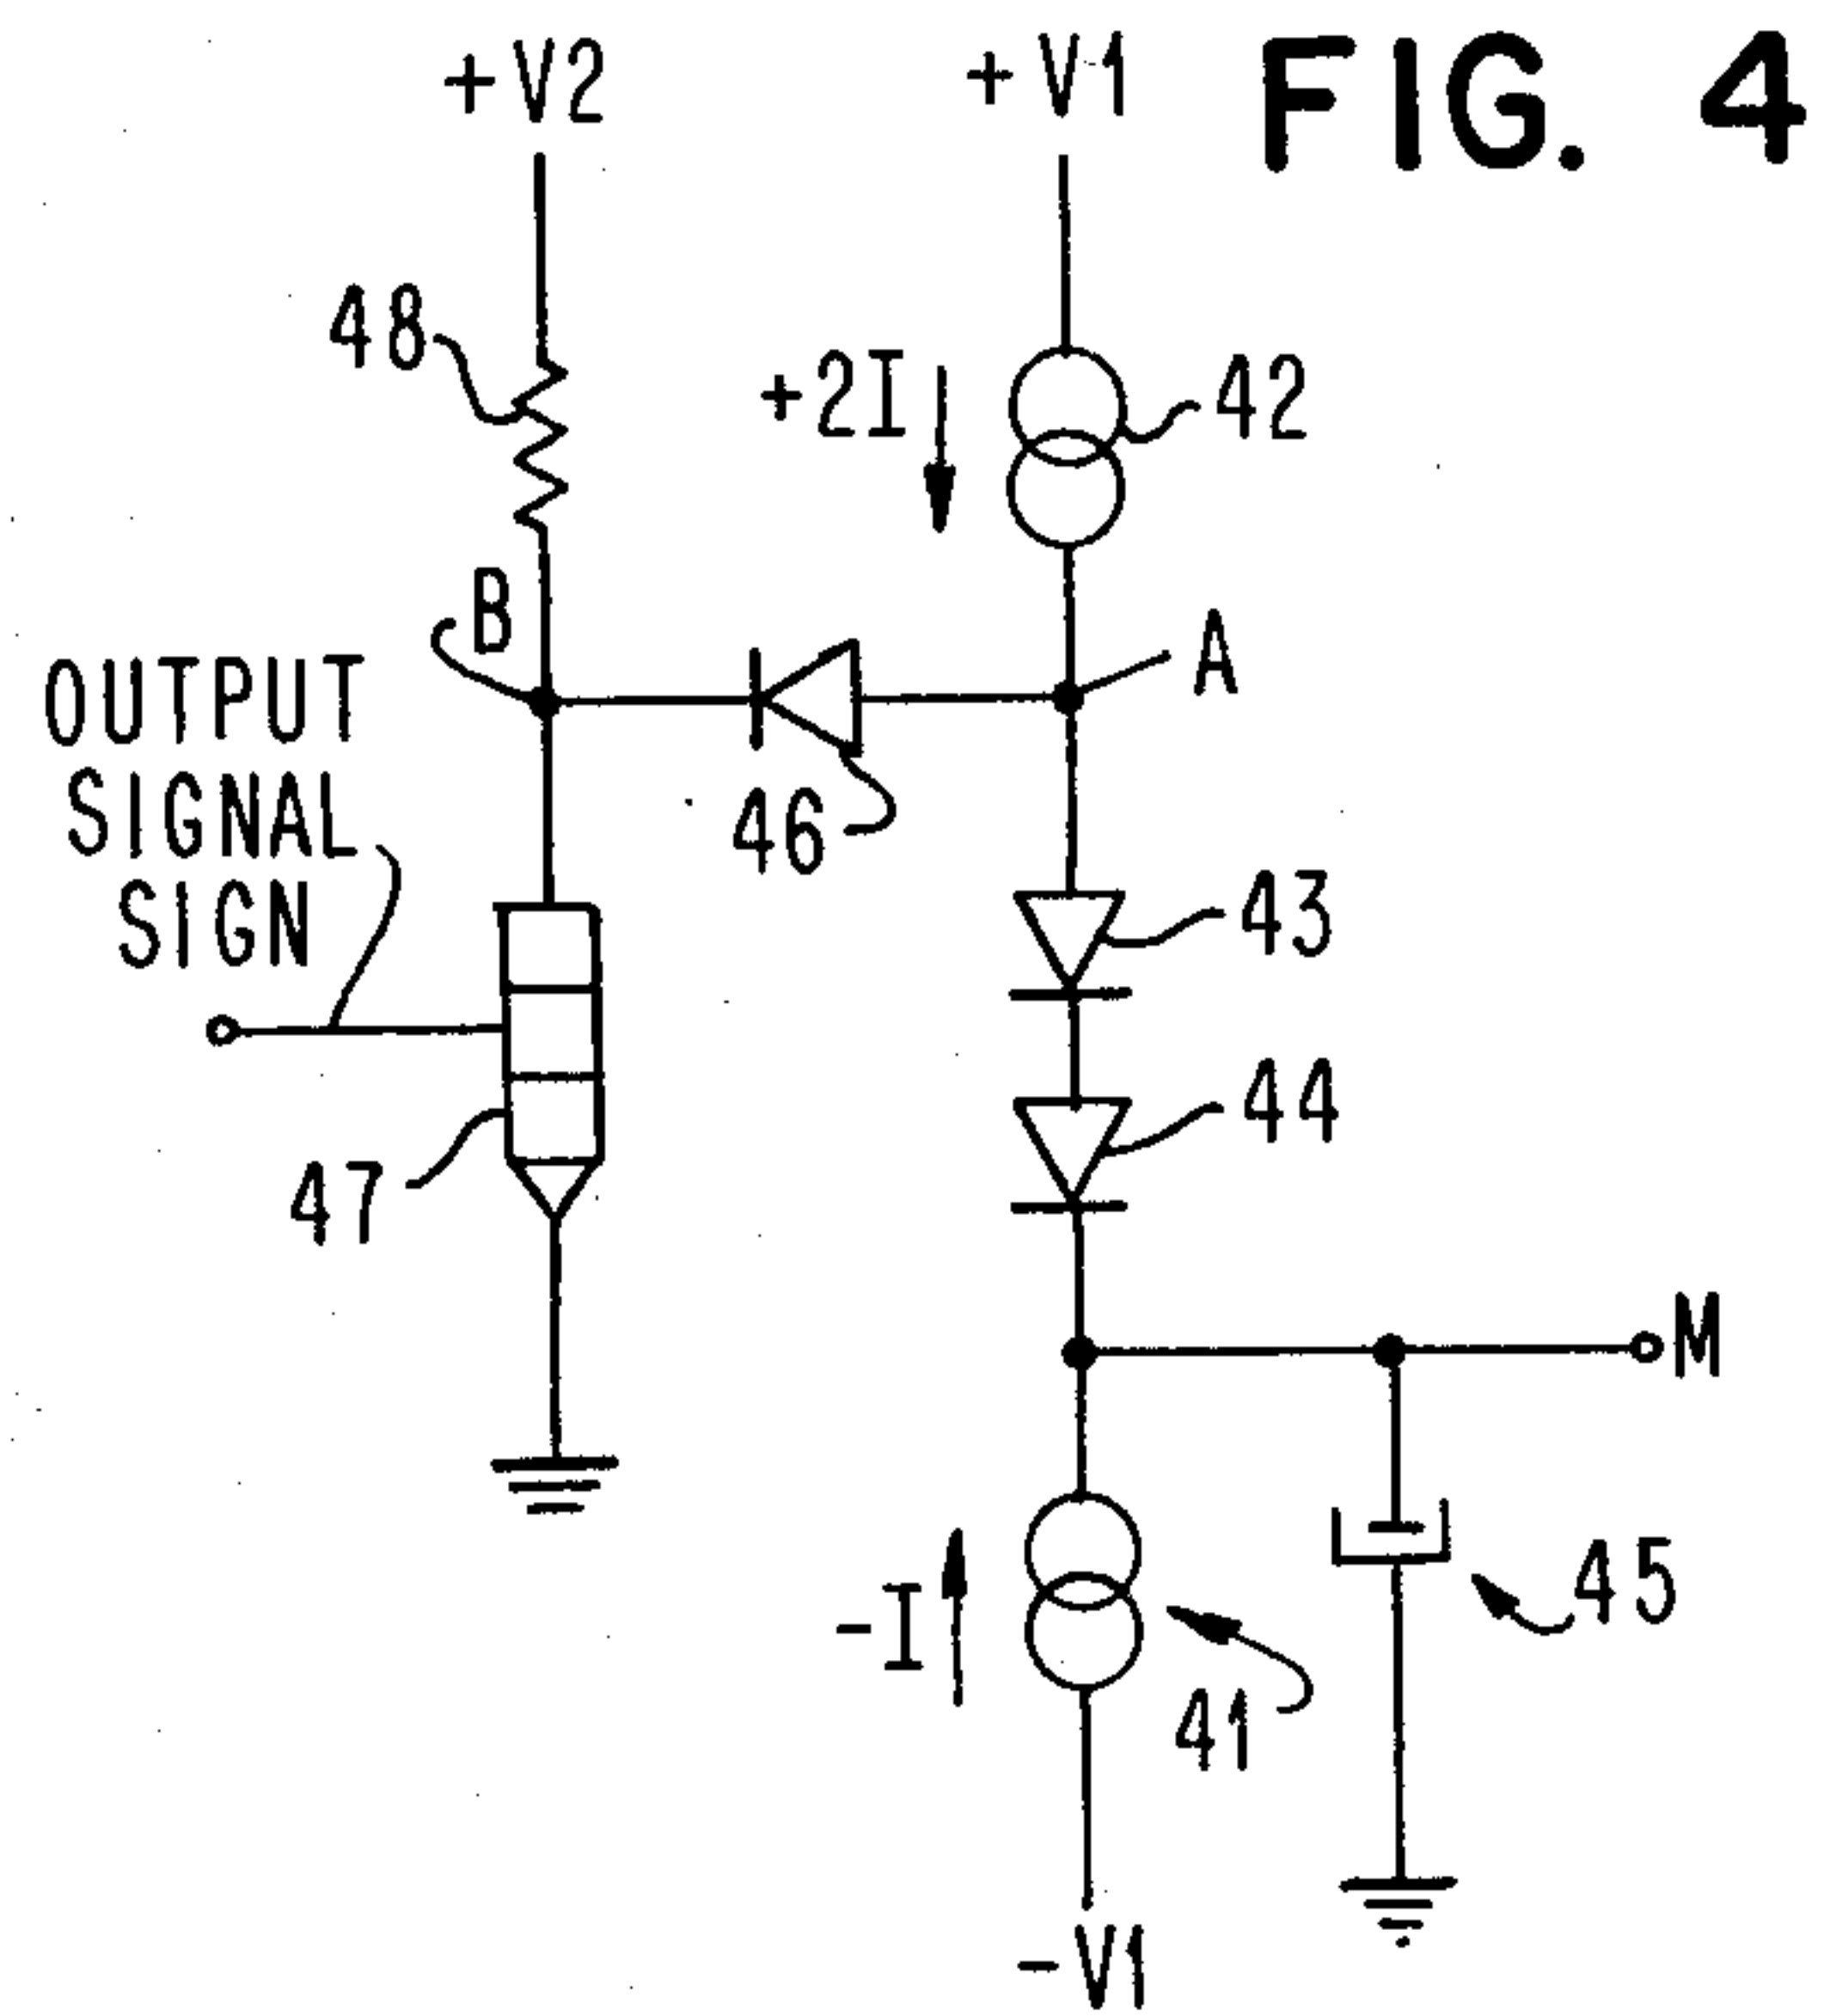 +V2
+V1
FIG. 4
48
+2I
42
B
A
OUTPUT
SIGNAL
SIGN
46
43
44
47
M
-I
45
41
-V1